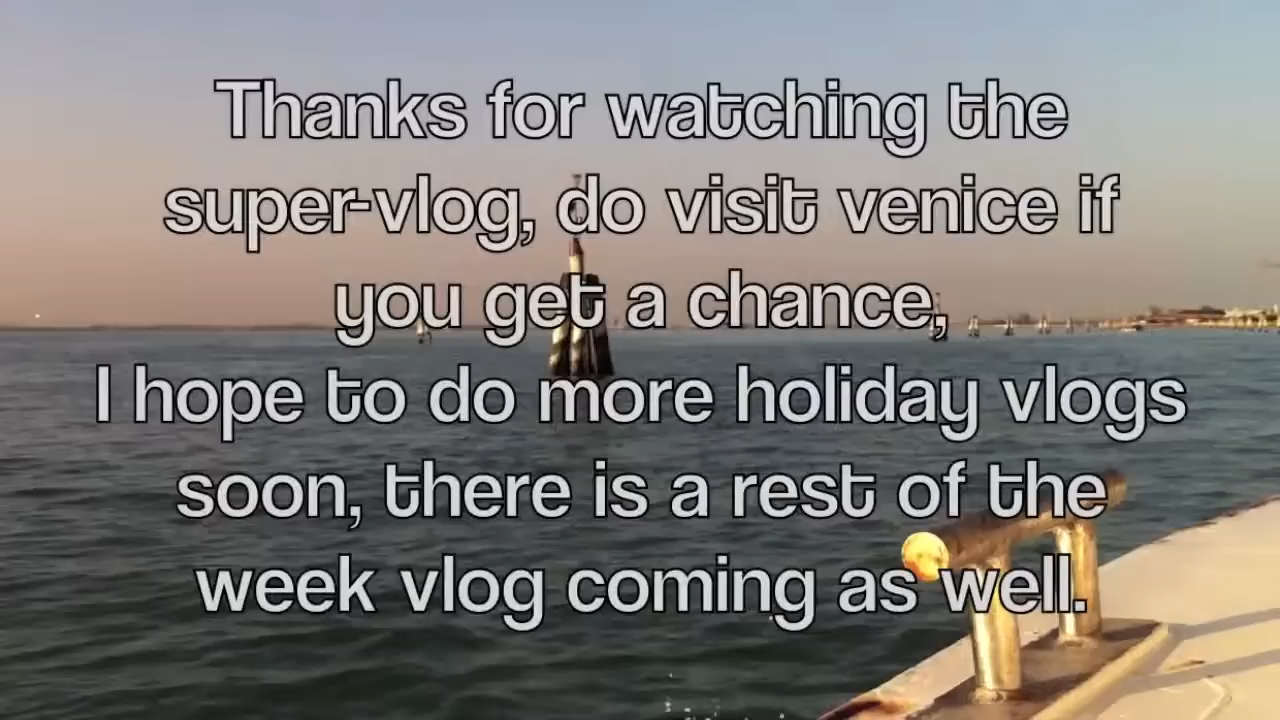 Thanks for watching the
super-vlog, do visit venice if
you get a chance,
I hope to do more holiday vlogs
soon, there is a rest of the
week vlog coming as well.